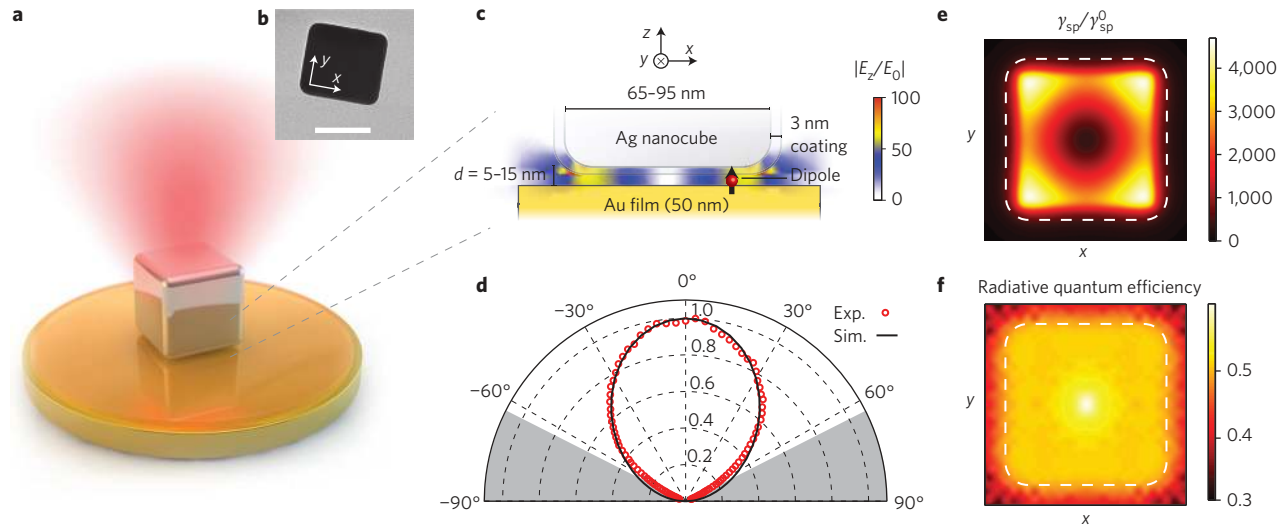 a
b
y
x
c
z
y
x
|E_z/E_0|
65–95 nm
100
50
0
Ag nanocube
3 nm
coating
d = 5–15 nm
Dipole
Au film (50 nm)
d
0°
−30°
30°
−60°
60°
−90°
90°
1.0
0.8
0.6
0.4
0.2
Exp.
Sim.
e
γsp/γ⁰sp
4,000
3,000
2,000
1,000
0
y
x
f
Radiative quantum efficiency
0.5
0.4
0.3
y
x